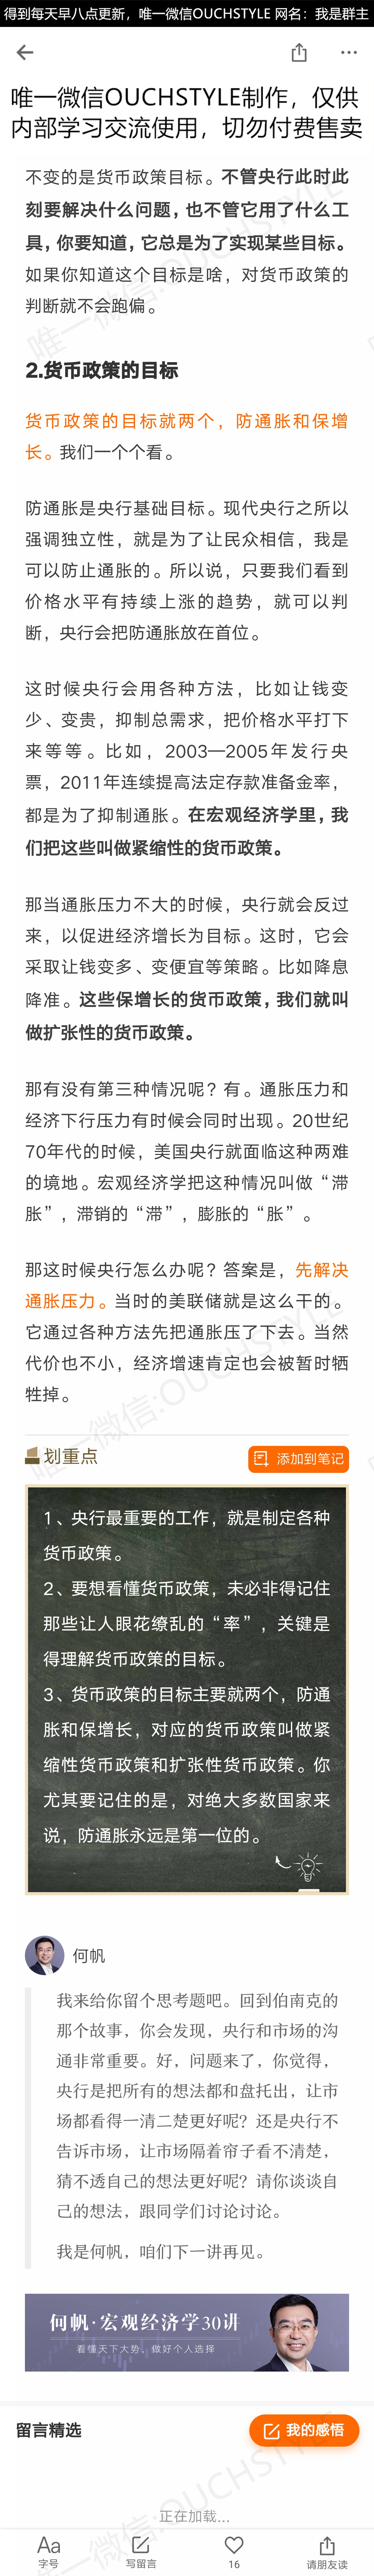 得到每天早八点更新，唯一微信OUCHSTYLE 网名：我是群主
唯一微信OUCHSTYLE制作，仅供
内部学习交流使用，切勿付费售卖
不变的是货币政策目标。不管央行此时此
刻要解决什么问题，也不管它用了什么工
具，你要知道，它总是为了实现某些目标。
如果你知道这个目标是啥，对货币政策的
判断就不会跑偏。
2.货币政策的目标
货币政策的目标就两个，防通胀和保增
长。我们一个个看。
防通胀是央行基础目标。现代央行之所以
强调独立性，就是为了让民众相信，我是
可以防止通胀的。所以说，只要我们看到
价格水平有持续上涨的趋势，就可以判
断，央行会把防通胀放在首位。
这时候央行会用各种方法，比如让钱变
少、变贵，抑制总需求，把价格水平打下
来等等。比如，2003—2005年发行央
票，2011年连续提高法定存款准备金率，
都是为了抑制通胀。在宏观经济学里，我
们把这些叫做紧缩性的货币政策。
那当通胀压力不大的时候，央行就会反过
来，以促进经济增长为目标。这时，它会
采取让钱变多、变便宜等策略。比如降息
降准。这些保增长的货币政策，我们就叫
做扩张性的货币政策。
那有没有第三种情况呢？有。通胀压力和
经济下行压力有时候会同时出现。20世纪
70年代的时候，美国央行就面临这种两难
的境地。宏观经济学把这种情况叫做“滞
胀”，滞销的“滞”，膨胀的“胀”。
那这时候央行怎么办呢？答案是，先解决
通胀压力。当时的美联储就是这么干的。
它通过各种方法先把通胀压了下去。当然
代价也不小，经济增速肯定也会被暂时牺
牲掉。
唯一微信:OUCHSTYLE
唯一微信:OUCHSTYLE
划重点
添加到笔记
1、央行最重要的工作，就是制定各种
货币政策。
2、要想看懂货币政策，未必非得记住
那些让人眼花缭乱的“率”，关键是
得理解货币政策的目标。
3、货币政策的目标主要就两个，防通
胀和保增长，对应的货币政策叫做紧
缩性货币政策和扩张性货币政策。你
尤其要记住的是，对绝大多数国家来
说，防通胀永远是第一位的。
何帆
我来给你留个思考题吧。回到伯南克的
那个故事，你会发现，央行和市场的沟
通非常重要。好，问题来了，你觉得，
央行是把所有的想法都和盘托出，让市
场都看得一清二楚更好呢？还是央行不
告诉市场，让市场隔着帘子看不清楚，
猜不透自己的想法更好呢？请你谈谈自
己的想法，跟同学们讨论讨论。
我是何帆，咱们下一讲再见。
何帆·宏观经济学30讲
看懂天下大势，做好个人选择
留言精选
我的感悟
正在加载...
唯一微信:OUCHSTYLE
Aa
字号
写留言
16
请朋友读